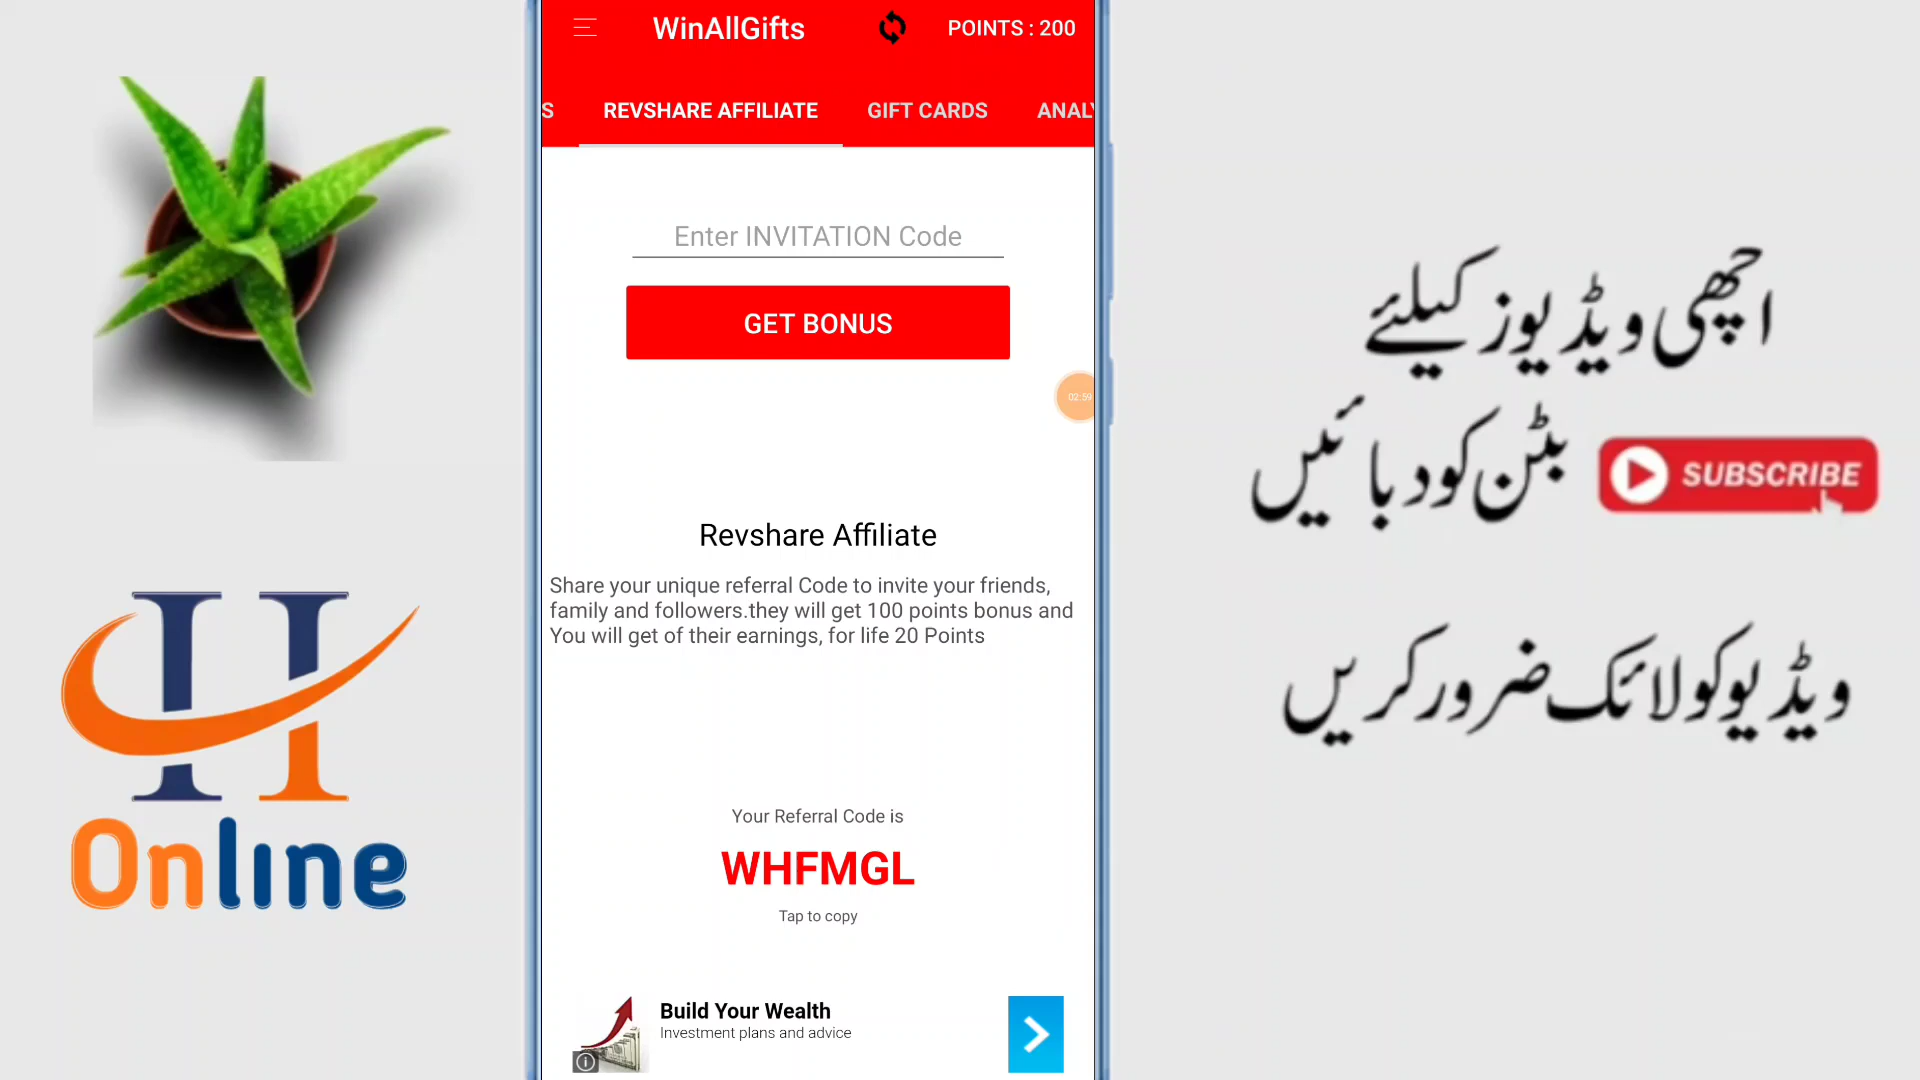 WinAllGifts
POINTS : 200
S
REVSHARE AFFILIATE
GIFT CARDS
ANALY
Enter INVITATION Code
GET BONUS
02:59
Revshare Affiliate
Share your unique referral Code to invite your friends,
family and followers.they will get 100 points bonus and
You will get of their earnings, for life 20 Points
Your Referral Code is
WHFMGL
Tap to copy
Build Your Wealth
Investment plans and advice
H
Online
اچھی ویڈیوز کیلئے
بٹن کو دبائیں
SUBSCRIBE
ویڈیو کو لائک ضرور کریں